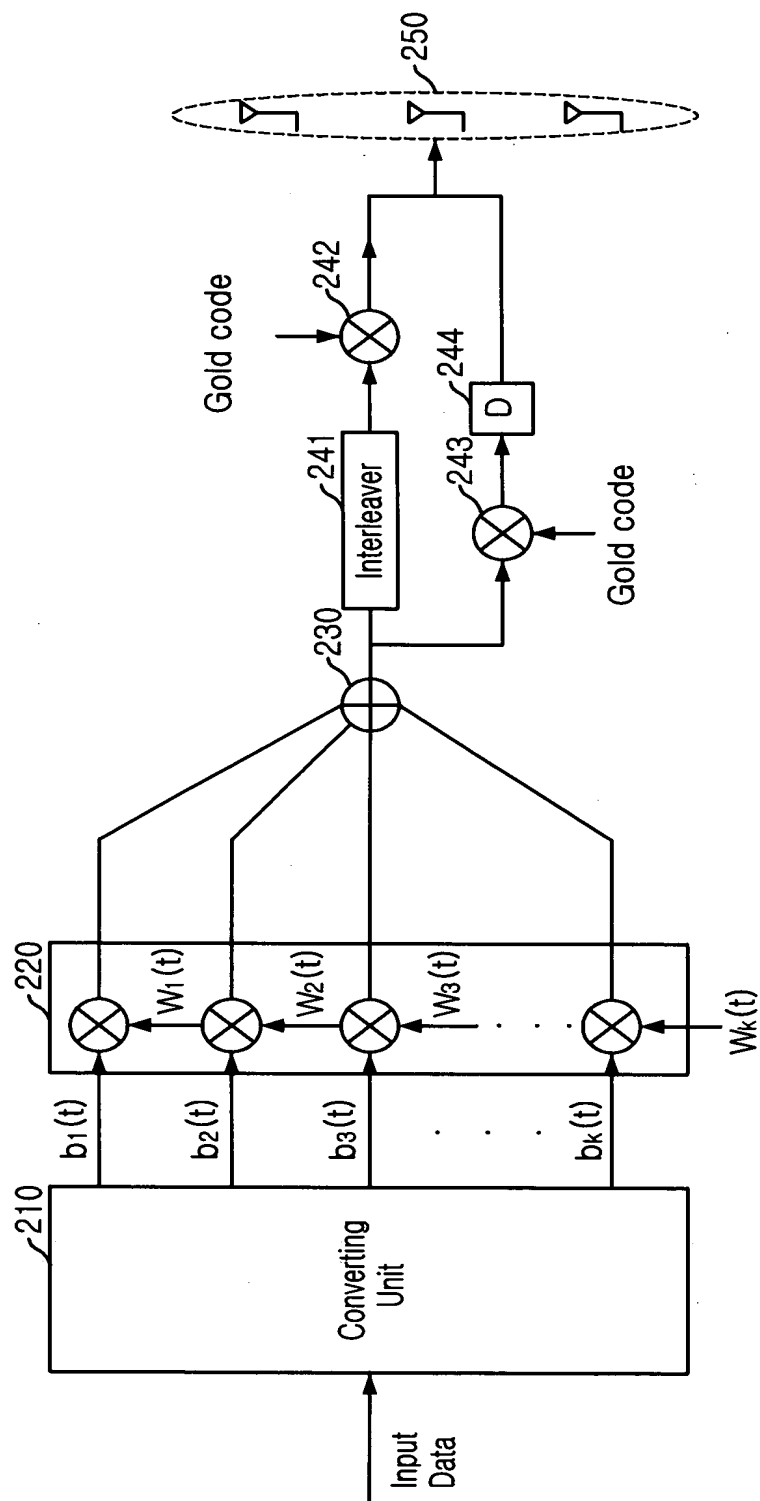 Input
Data
210
Converting
Unit
b1(t)
b2(t)
b3(t)
. . .
bk(t)
220
W1(t)
W2(t)
W3(t)
. . .
Wk(t)
230
241
Interleaver
Gold code
242
243
Gold code
244
D
250